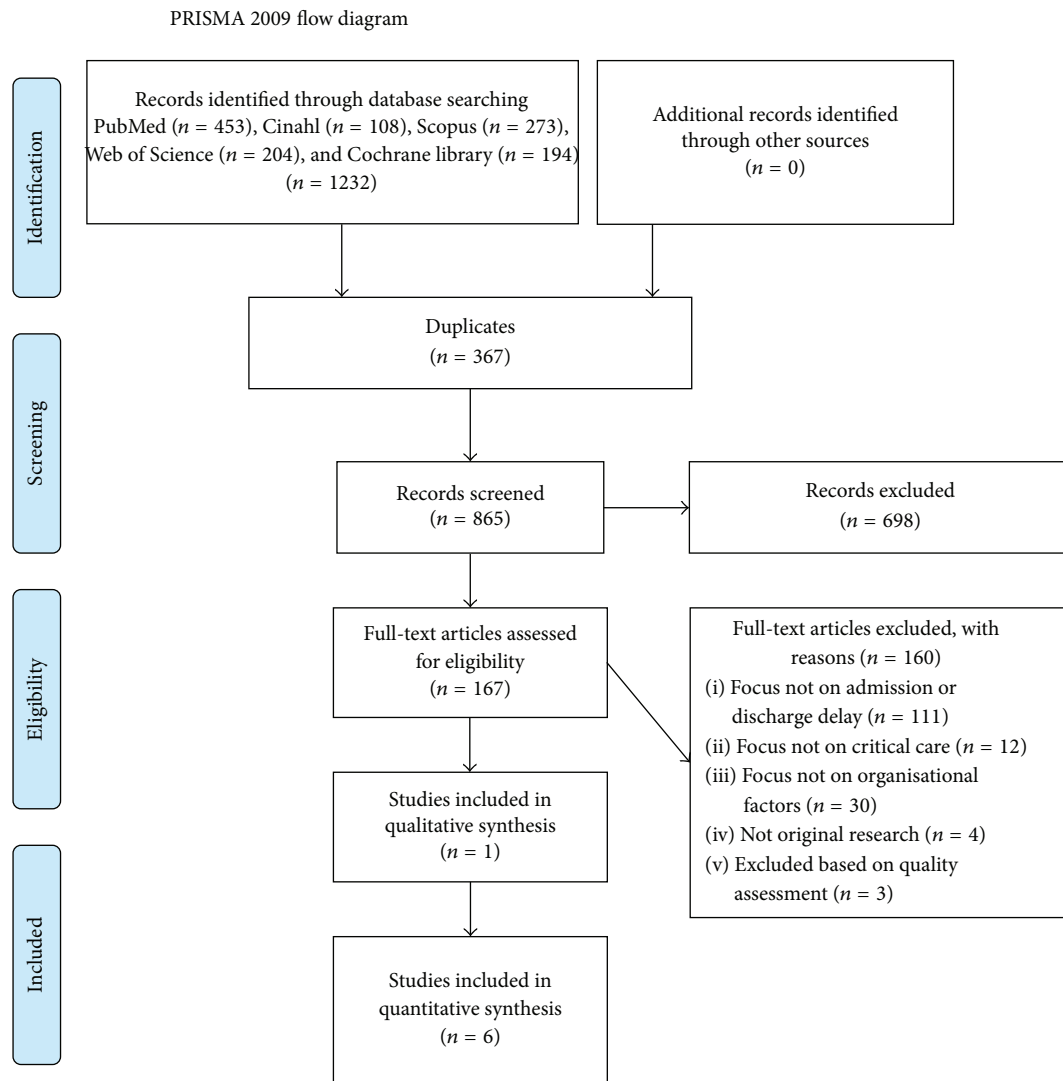 PRISMA 2009 flow diagram
Identification
Records identified through database searching
PubMed (n = 453), Cinahl (n = 108), Scopus (n = 273),
Web of Science (n = 204), and Cochrane library (n = 194)
(n = 1232)
Additional records identified
through other sources
(n = 0)
Duplicates
(n = 367)
Screening
Records screened
(n = 865)
Records excluded
(n = 698)
Eligibility
Full-text articles assessed
for eligibility
(n = 167)
Full-text articles excluded, with
reasons (n = 160)
(i) Focus not on admission or
discharge delay (n = 111)
(ii) Focus not on critical care (n = 12)
(iii) Focus not on organisational
factors (n = 30)
(iv) Not original research (n = 4)
(v) Excluded based on quality
assessment (n = 3)
Studies included in
qualitative synthesis
(n = 1)
Included
Studies included in
quantitative synthesis
(n = 6)